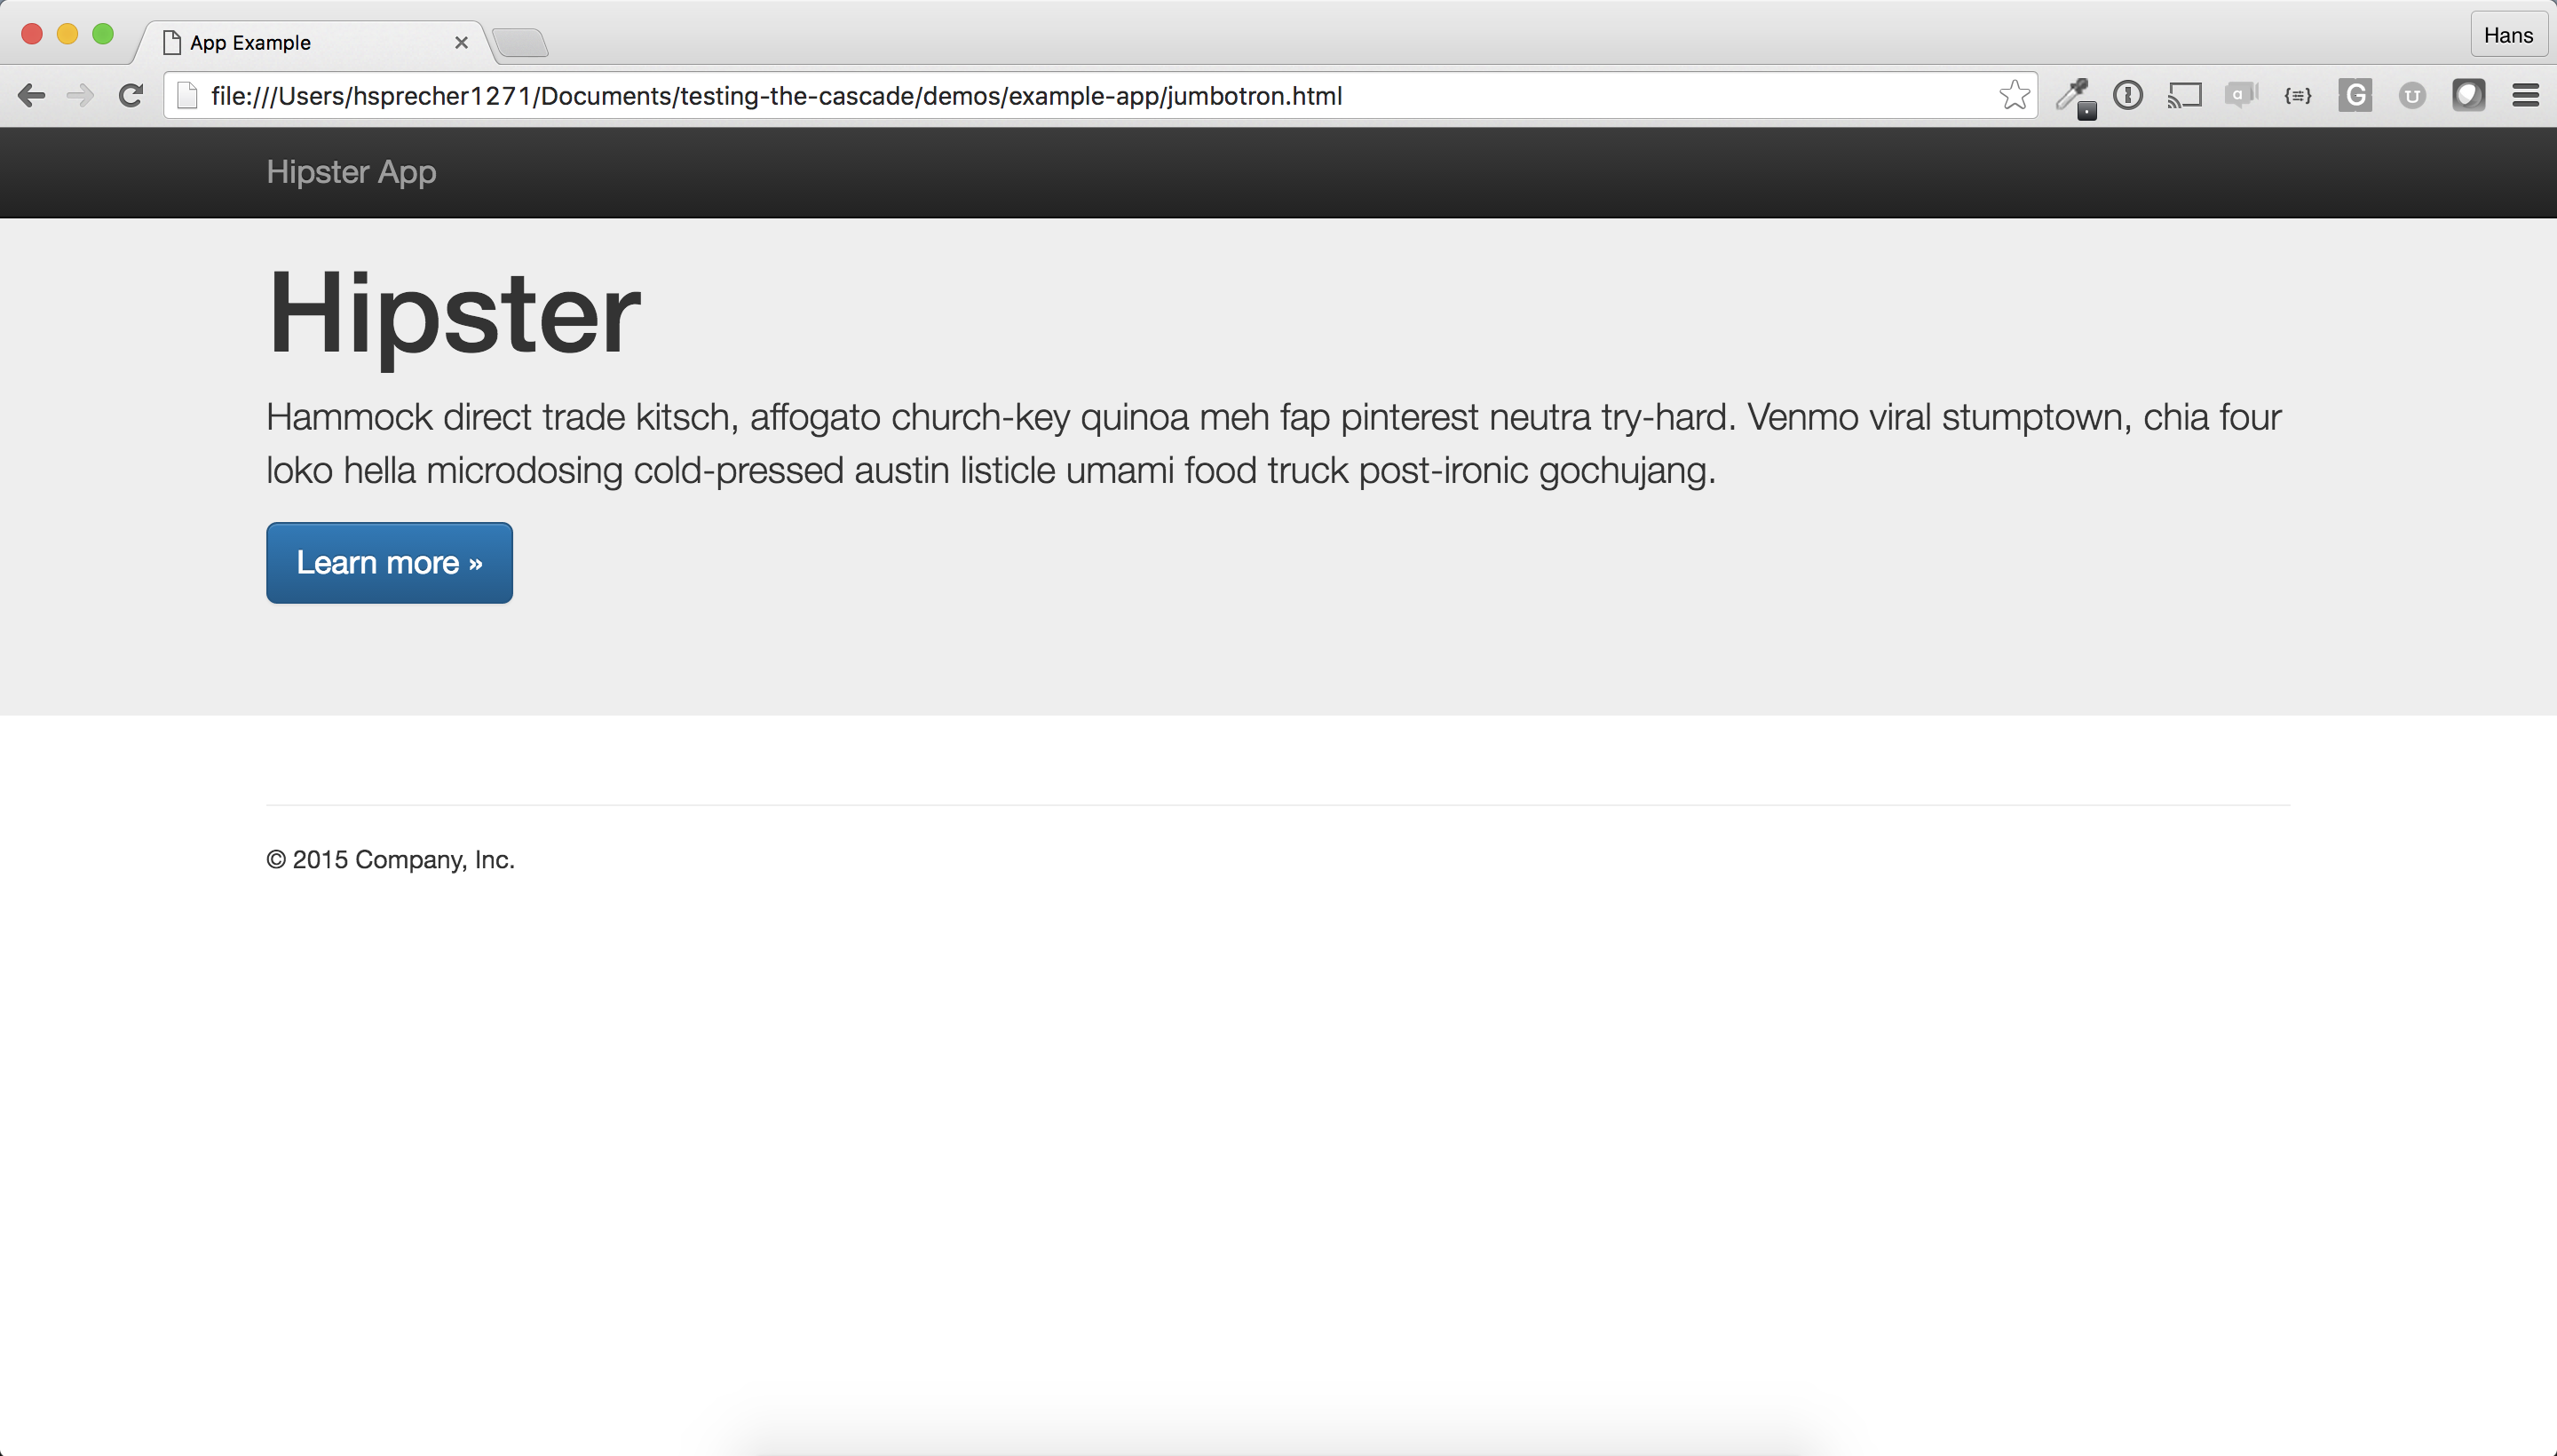 App Example
Hans
file:///Users/hsprecher1271/Documents/testing-the-cascade/demos/example-app/jumbotron.html
Hipster App
Hipster
Hammock direct trade kitsch, affogato church-key quinoa meh fap pinterest neutra try-hard. Venmo viral stumptown, chia four
loko hella microdosing cold-pressed austin listicle umami food truck post-ironic gochujang.
Learn more »
© 2015 Company, Inc.